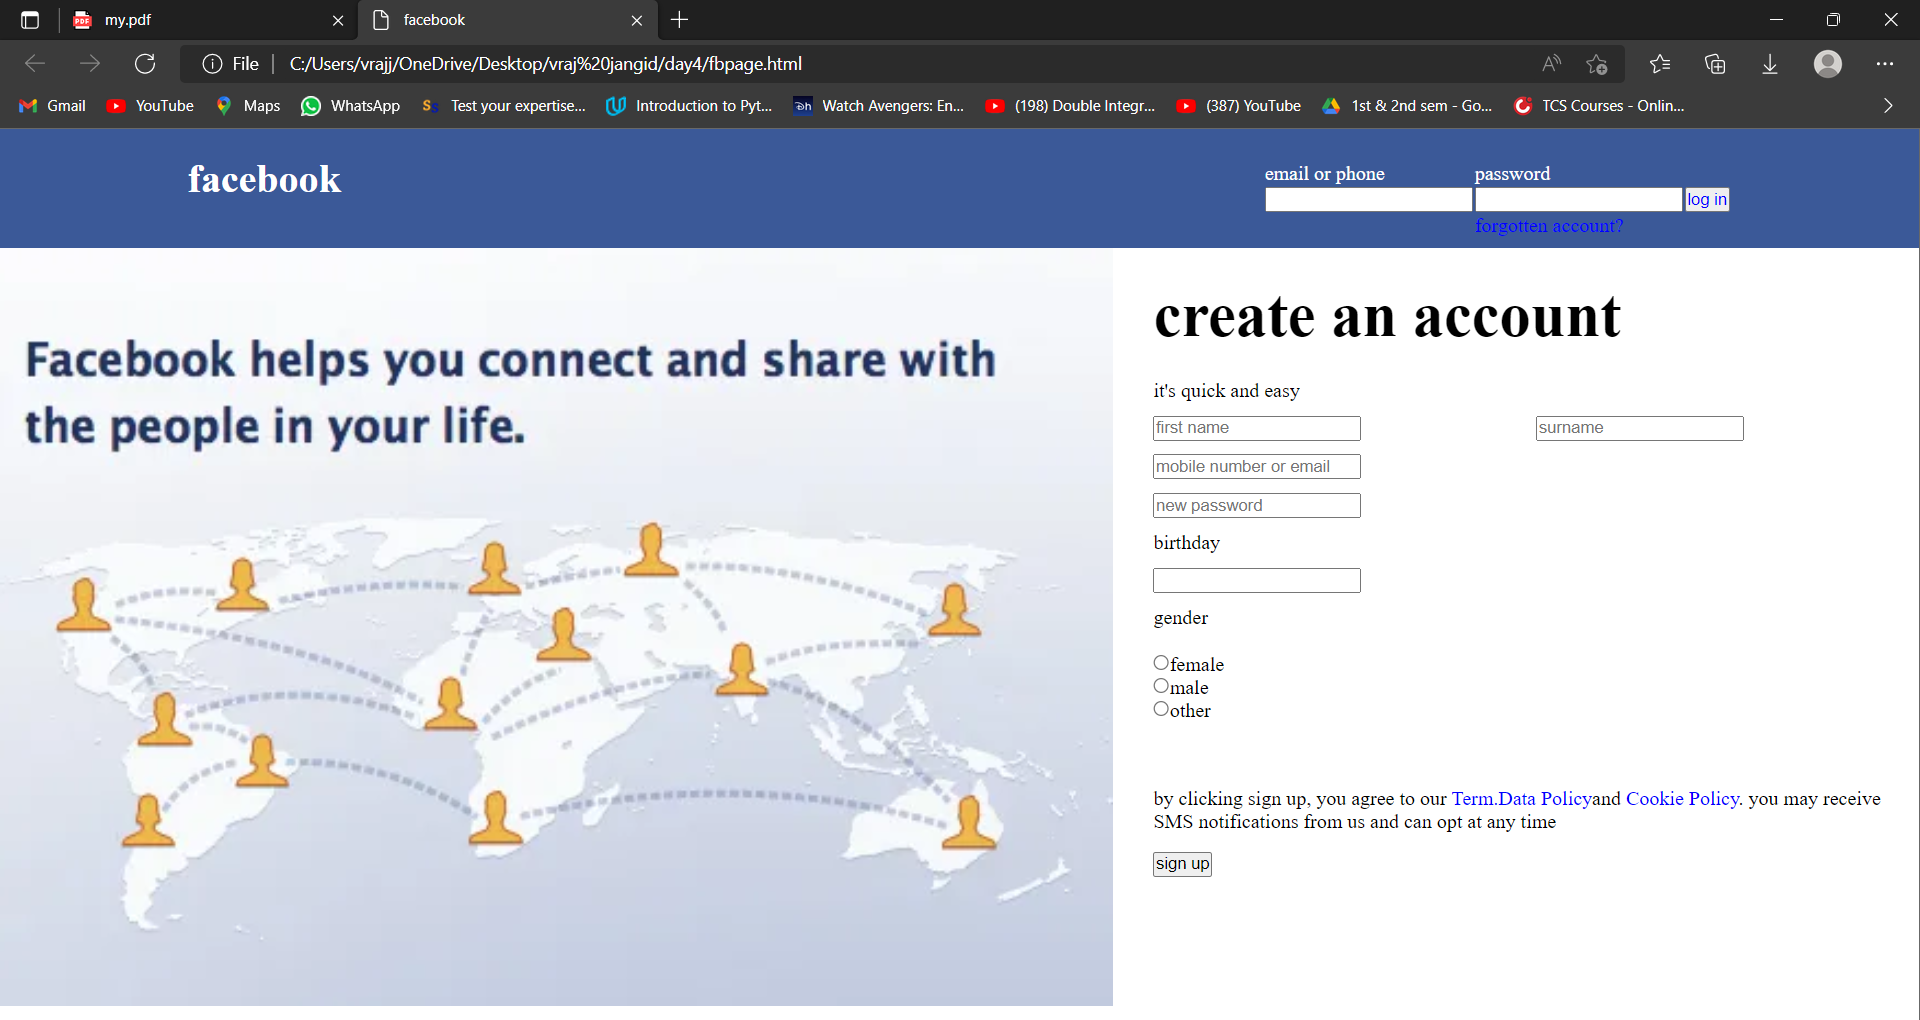 my.pdf
facebook
File
C:/Users/vrajj/OneDrive/Desktop/vraj%20jangid/day4/fbpage.html
Gmail YouTube Maps WhatsApp Test your expertise... Introduction to Pyt... Watch Avengers: En... (198) Double Integr... (387) YouTube 1st & 2nd sem - Go... TCS Courses - Onlin...
facebook
email or phone password
log in
forgotten account?
Facebook helps you connect and share with
the people in your life.
create an account
it's quick and easy
first name surname
mobile number or email
new password
birthday
gender
female
male
other
by clicking sign up, you agree to our Term.Data Policyand Cookie Policy. you may receive
SMS notifications from us and can opt at any time
sign up